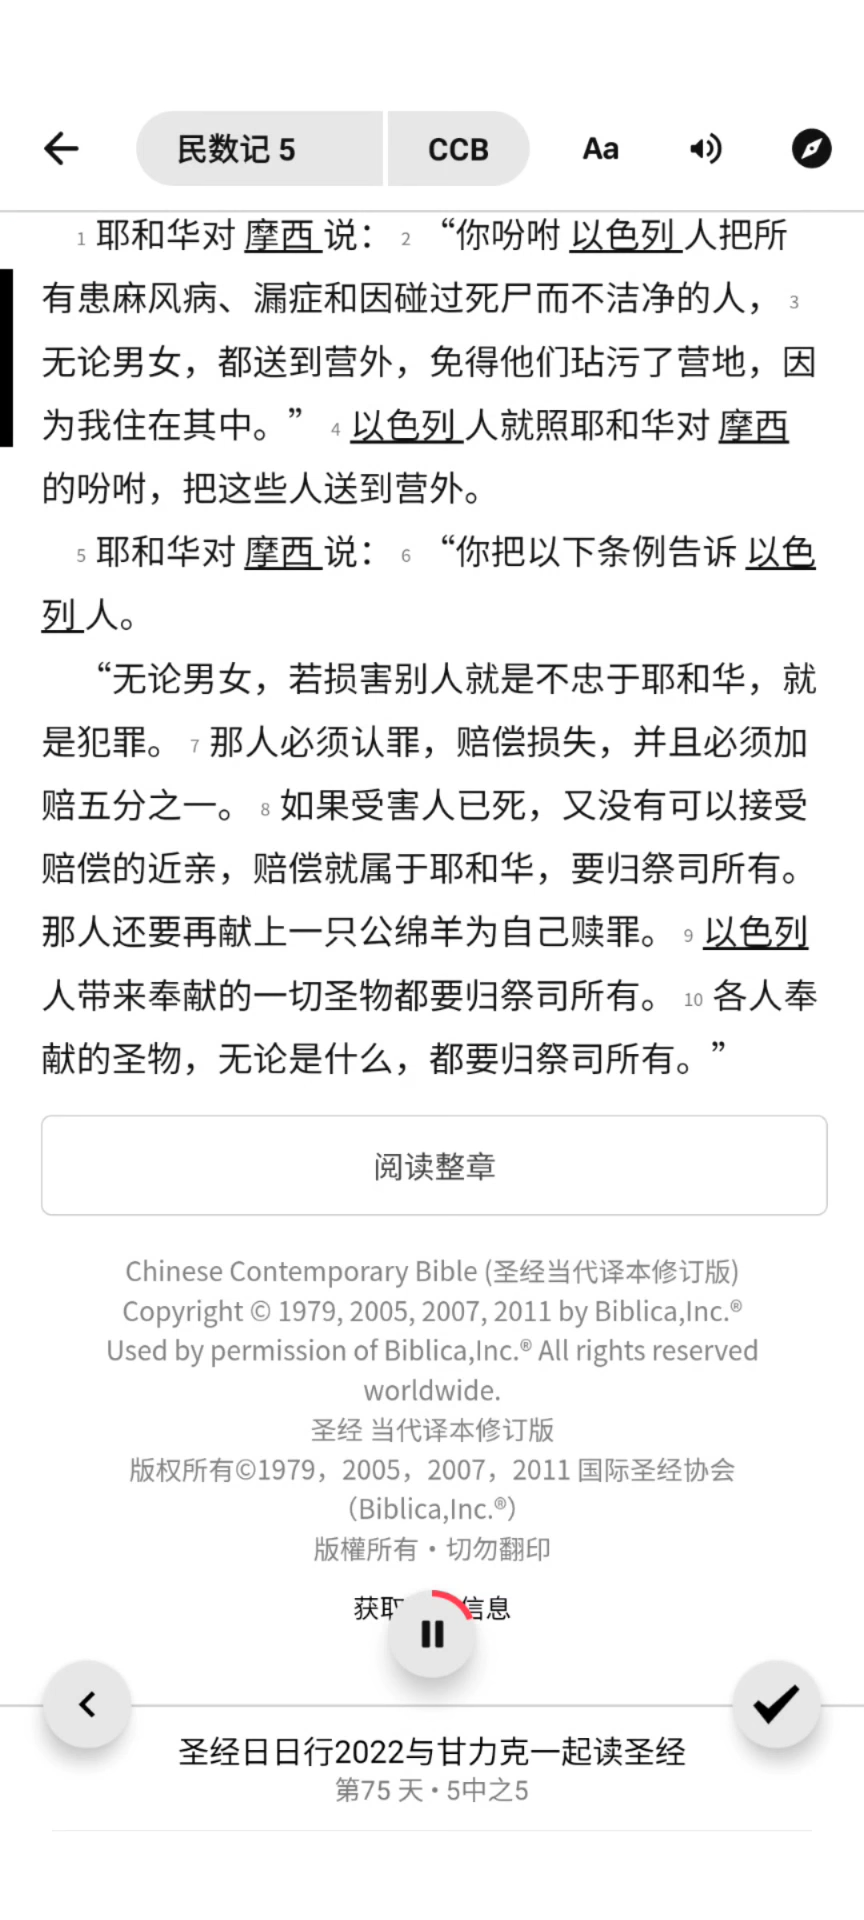 民数记 5 CCB Aa
1 耶和华对 摩西 说： 2 “你吩咐 以色列 人把所
有患麻风病、漏症和因碰过死尸而不洁净的人， 3
无论男女，都送到营外，免得他们玷污了营地，因
为我住在其中。” 4 以色列 人就照耶和华对 摩西
的吩咐，把这些人送到营外。
5 耶和华对 摩西 说： 6 “你把以下条例告诉 以色
列 人。
“无论男女，若损害别人就是不忠于耶和华，就
是犯罪。 7 那人必须认罪，赔偿损失，并且必须加
赔五分之一。 8 如果受害人已死，又没有可以接受
赔偿的近亲，赔偿就属于耶和华，要归祭司所有。
那人还要再献上一只公绵羊为自己赎罪。 9 以色列
人带来奉献的一切圣物都要归祭司所有。 10 各人奉
献的圣物，无论是什么，都要归祭司所有。”
阅读整章
Chinese Contemporary Bible (圣经当代译本修订版)
Copyright © 1979, 2005, 2007, 2011 by Biblica,Inc.®
Used by permission of Biblica,Inc.® All rights reserved
worldwide.
圣经 当代译本修订版
版权所有©1979，2005，2007，2011 国际圣经协会
（Biblica,Inc.®）
版權所有・切勿翻印
获取 信息
圣经日日行2022与甘力克一起读圣经
第75 天 • 5中之5